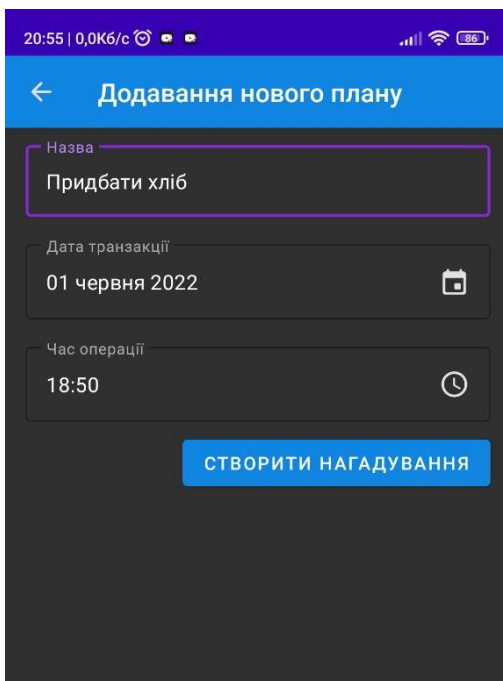 20:55 | 0,0Кб/с 86
Додавання нового плану
Назва
Придбати хліб
Дата транзакції
01 червня 2022
Час операції
18:50
СТВОРИТИ НАГАДУВАННЯ